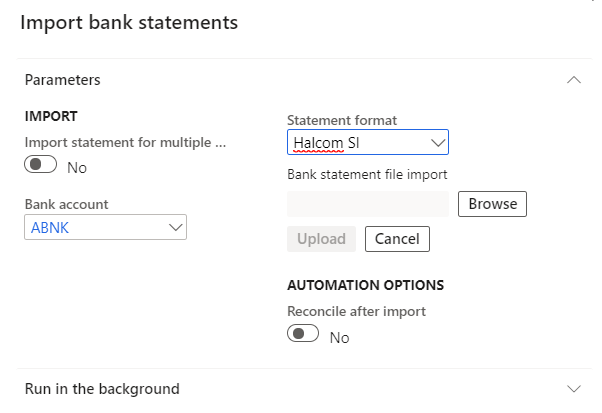 Import bank statements
Parameters
IMPORT
Import statement for multiple ...
No
Bank account
ABNK
Statement format
Halcom SI
Bank statement file import
Browse
Upload
Cancel
AUTOMATION OPTIONS
Reconcile after import
No
Run in the background